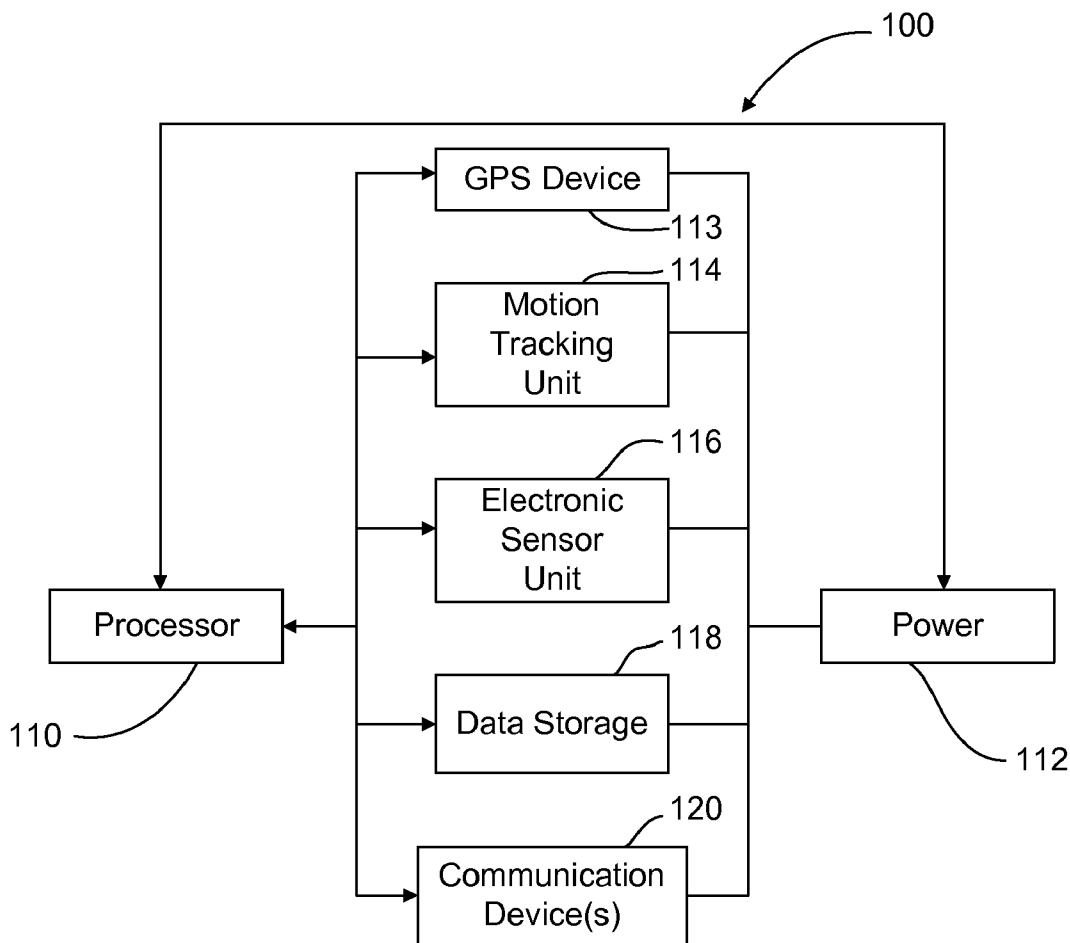 100
GPS Device
113
114
Motion
Tracking
Unit
116
Electronic
Sensor
Unit
Processor
Power
118
110
Data Storage
112
120
Communication
Device(s)